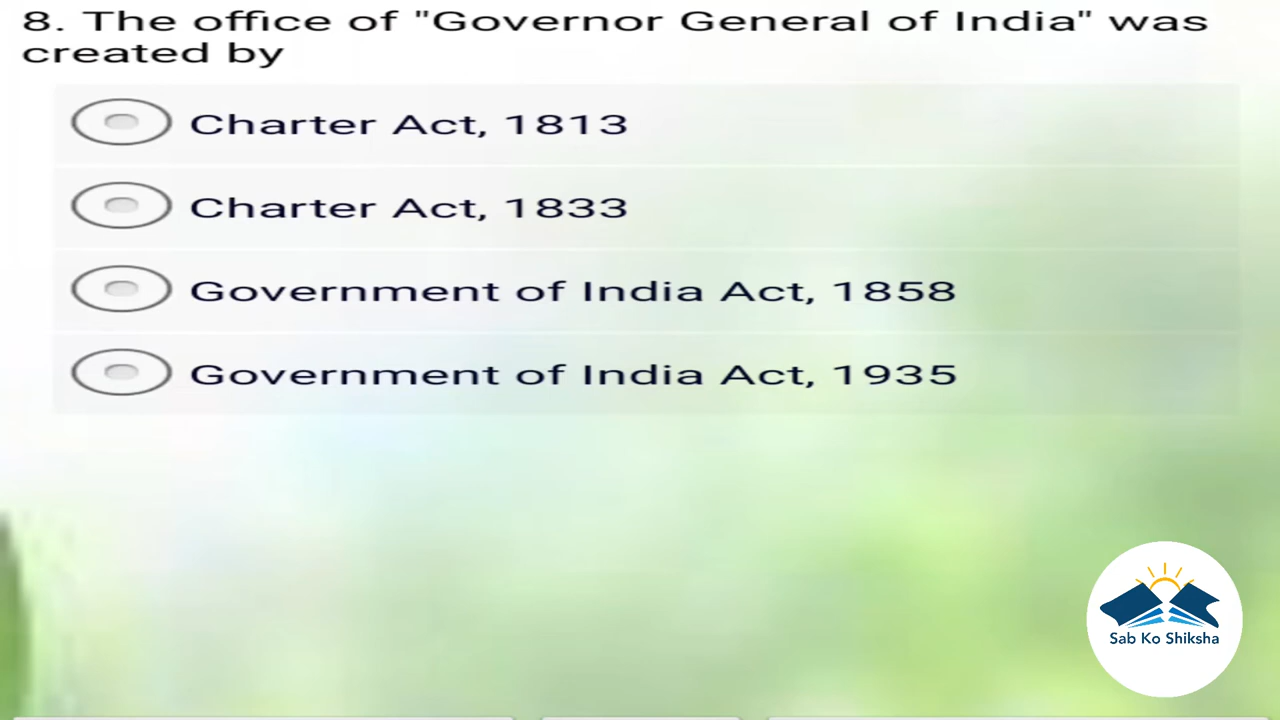 8. The office of "Governor General of India" was
created by
Charter Act, 1813
Charter Act, 1833
Government of India Act, 1858
Government of India Act, 1935
Sab Ko Shiksha